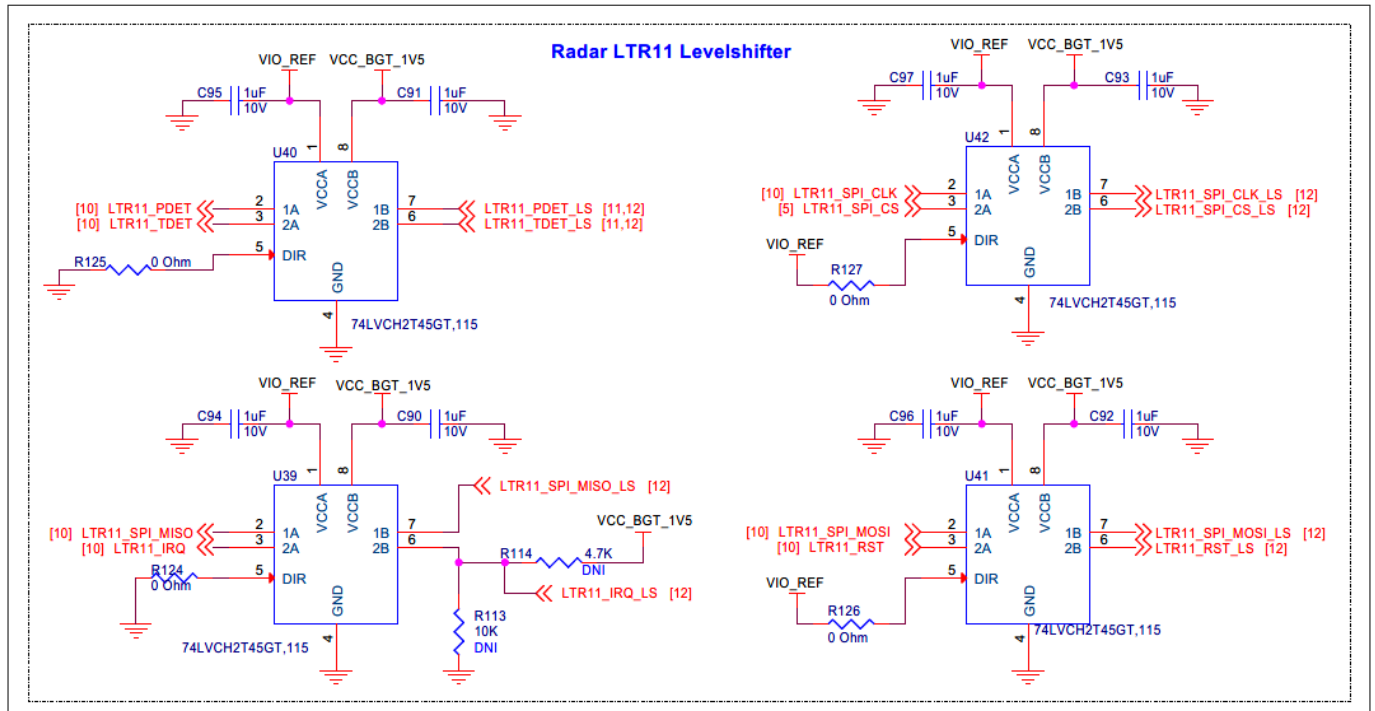 Radar LTR11 Levelshifter
VIO_REF VCC_BGT_1V5
C95 1uF 10V C91 1uF 10V
U40
1 8
VCCA VCCB
[10] LTR11_PDET 2 1A 1B 7 LTR11_PDET_LS [11,12]
[10] LTR11_TDET 3 2A 2B 6 LTR11_TDET_LS [11,12]
R125 0 Ohm 5 DIR
GND
4
74LVCH2T45GT,115
VIO_REF VCC_BGT_1V5
C97 1uF 10V C93 1uF 10V
U42
1 8
VCCA VCCB
[10] LTR11_SPI_CLK 2 1A 1B 7 LTR11_SPI_CLK_LS [12]
[5] LTR11_SPI_CS 3 2A 2B 6 LTR11_SPI_CS_LS [12]
VIO_REF 5 DIR
R127
0 Ohm
GND
4
74LVCH2T45GT,115
VIO_REF VCC_BGT_1V5
C94 1uF 10V C90 1uF 10V
U39
1 8
VCCA VCCB
LTR11_SPI_MISO_LS [12]
[10] LTR11_SPI_MISO 2 1A 1B 7
[10] LTR11_IRQ 3 2A 2B 6
VCC_BGT_1V5
R114 4.7K
DNI
R124
0 Ohm
5 DIR
LTR11_IRQ_LS [12]
R113
10K
DNI
GND
4
74LVCH2T45GT,115
VIO_REF VCC_BGT_1V5
C96 1uF 10V C92 1uF 10V
U41
1 8
VCCA VCCB
[10] LTR11_SPI_MOSI 2 1A 1B 7 LTR11_SPI_MOSI_LS [12]
[10] LTR11_RST 3 2A 2B 6 LTR11_RST_LS [12]
VIO_REF 5 DIR
R126
0 Ohm
GND
4
74LVCH2T45GT,115